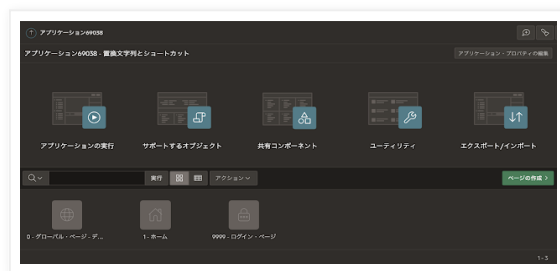 アプリケーション69038
アプリケーション69038 - 置換文字列とショートカット
アプリケーション・プロパティの編集
アプリケーションの実行
サポートするオブジェクト
共有コンポーネント
ユーティリティ
エクスポート/インポート
実行
アクション
ページの作成
0 - グローバル・ページ - デ...
1 - ホーム
9999 - ログイン・ページ
1 - 3